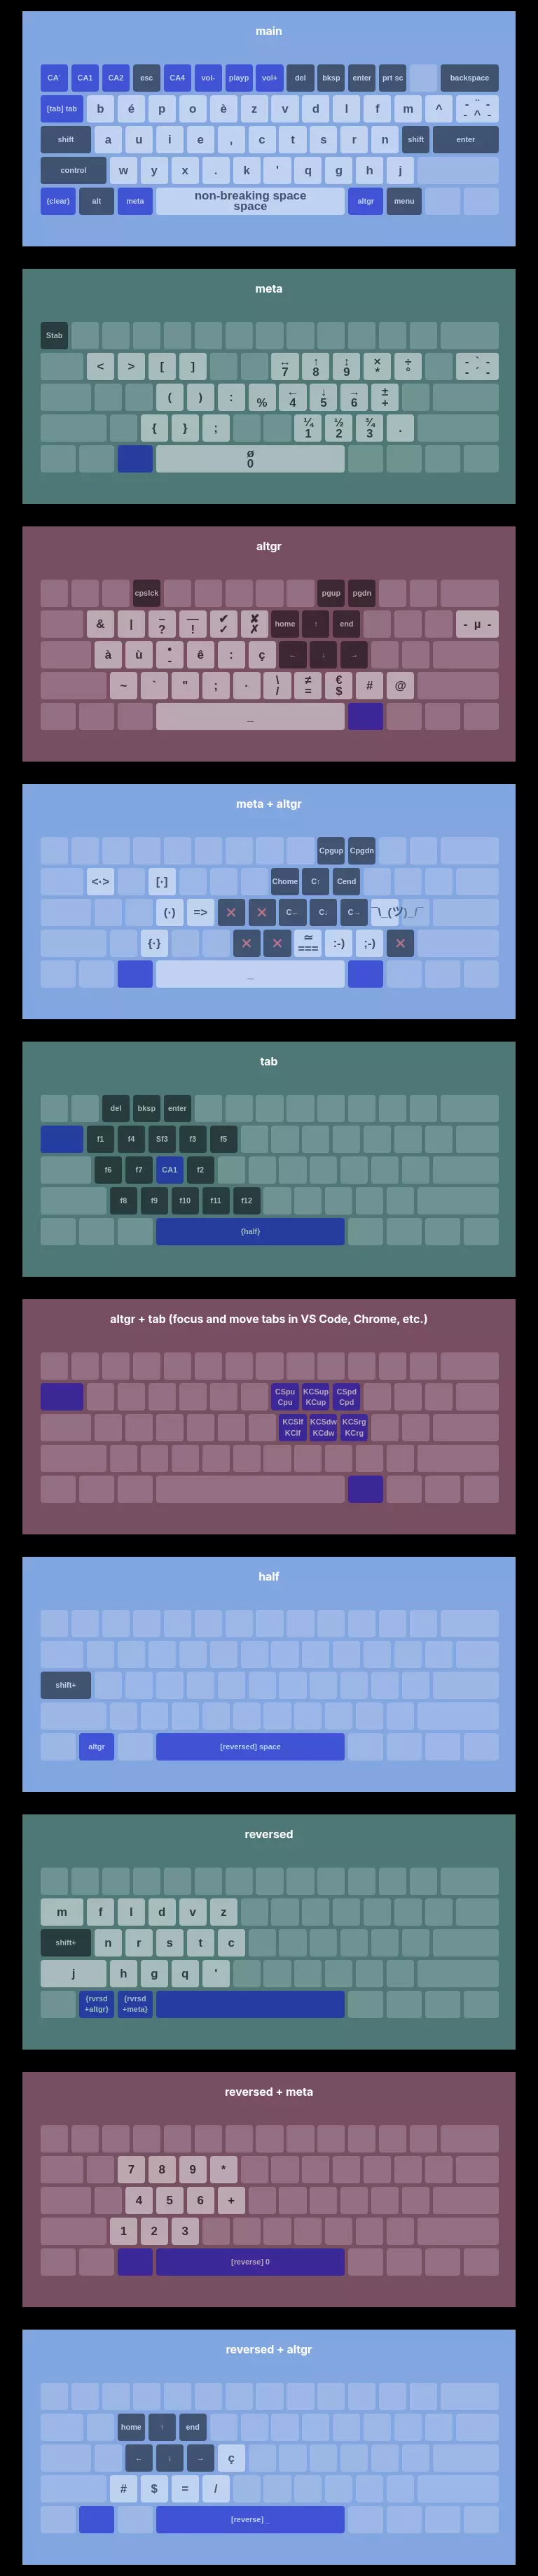 main
CA` CA1 CA2 esc CA4 vol- playp vol+ del bksp enter prt sc backspace
[tab] tab b é p o è z v d l f m ^ - ¨ -
- ^ -
shift a u i e , c t s r n shift enter
control w y x . k ' q g h j
(clear) alt meta non-breaking space altgr menu
space
meta
Stab
< > [ ] ↔ ↑ ↕ × ÷ - ` -
7 8 9 * ° - ´ -
( ) : ← ↓ → ±
% 4 5 6 +
{ } ; ¼ ½ ¾ .
1 2 3
ø
0
altgr
cpslck pgup pgdn
& | – — ✔ ✘ home ↑ end - µ -
? ! ✓ ✗
à ù • ê : ç ← ↓ →
-
~ ` " ; · \ ≠ € # @
/ = $
_
meta + altgr
Cpgup Cpgdn
<·> [·] Chome C↑ Cend
(·) => ✕ ✕ C← C↓ C→ ¯\_(ツ)_/¯
{·} ✕ ✕ ≃ :-) ;-) ✕
===
_
tab
del bksp enter
f1 f4 Sf3 f3 f5
f6 f7 CA1 f2
f8 f9 f10 f11 f12
{half}
altgr + tab (focus and move tabs in VS Code, Chrome, etc.)
CSpu KCSup CSpd
Cpu KCup Cpd
KCSlf KCSdw KCSrg
KClf KCdw KCrg
half
shift+
altgr [reversed] space
reversed
m f l d v z
shift+ n r s t c
j h g q '
{rvrsd {rvrsd
+altgr} +meta}
reversed + meta
7 8 9 *
4 5 6 +
1 2 3
[reverse] 0
reversed + altgr
home ↑ end
← ↓ → ç
# $ = /
[reverse] _